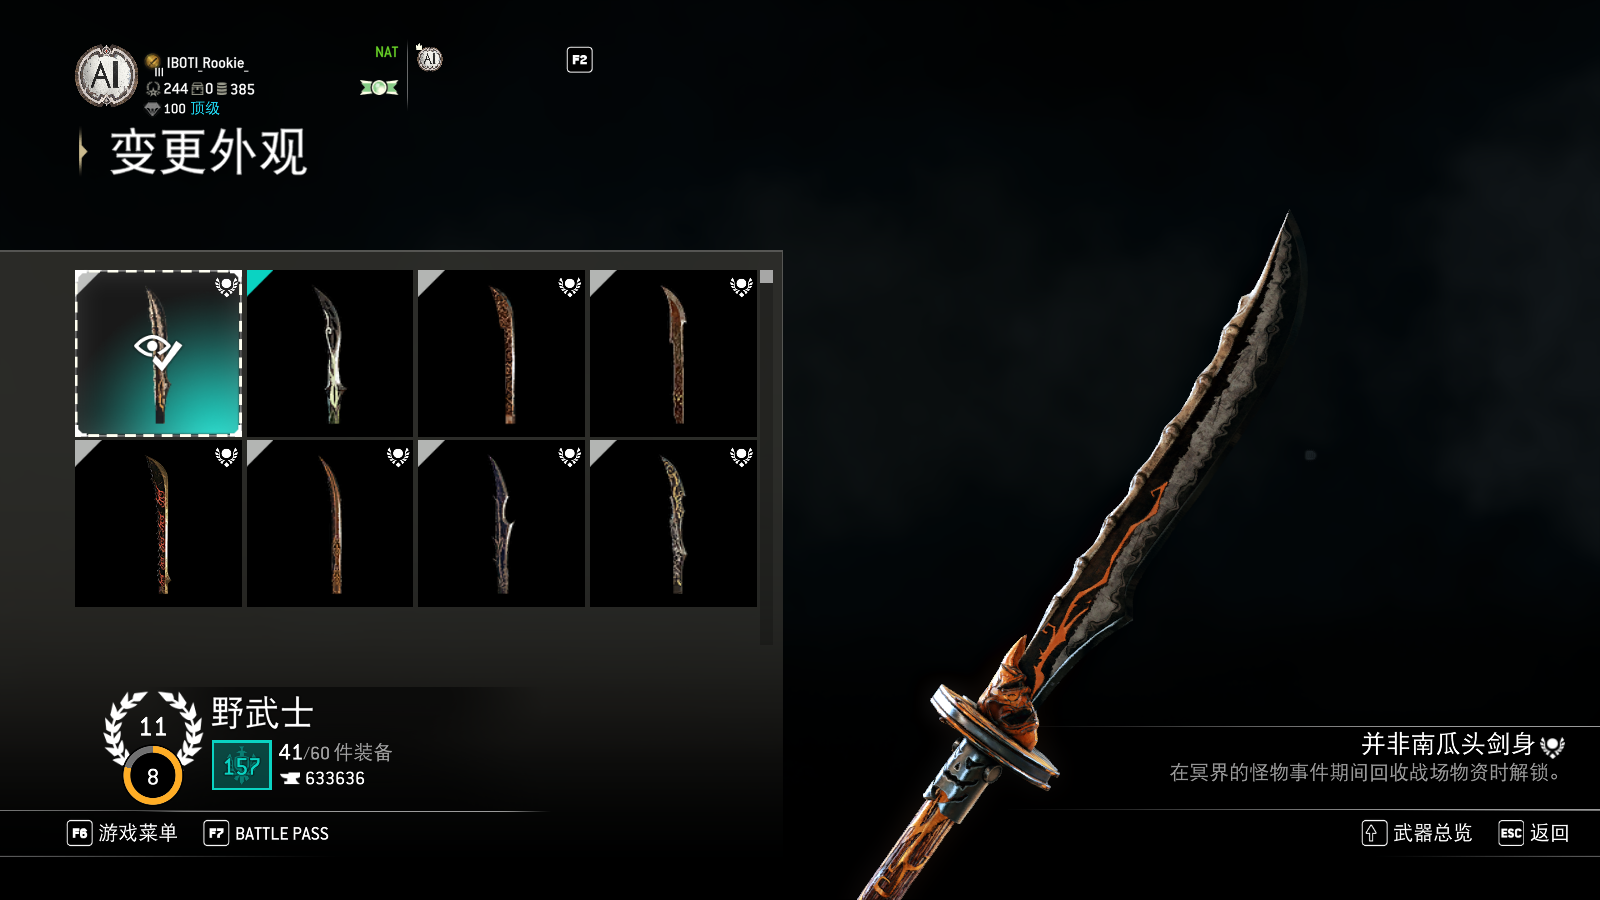 AI
IBOTI_Rookie_
III
244 0 385
100 顶级
NAT
AI
F2
变更外观
11
8
野武士
157
41/60 件装备
633636
并非南瓜头剑身
在冥界的怪物事件期间回收战场物资时解锁。
F6 游戏菜单
F7 BATTLE PASS
武器总览
ESC 返回